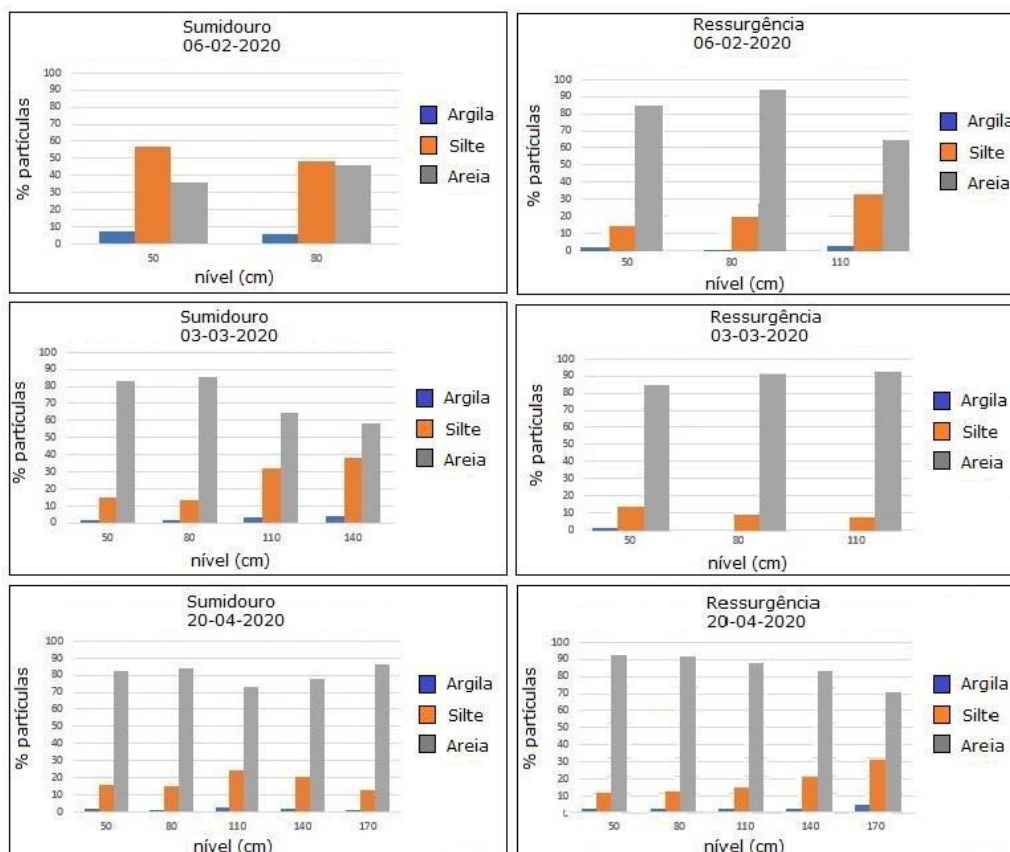 Sumidouro
06-02-2020
% partículas
100
90
80
70
60
50
40
30
20
10
0
50 80
nível (cm)
Argila
Silte
Areia
Ressurgência
06-02-2020
% partículas
100
90
80
70
60
50
40
30
20
10
0
50 80 110
nível (cm)
Argila
Silte
Areia
Sumidouro
03-03-2020
% partículas
100
90
80
70
60
50
40
30
20
10
0
50 80 110 140
nível (cm)
Argila
Silte
Areia
Ressurgência
03-03-2020
% partículas
100
90
80
70
60
50
40
30
20
10
0
50 80 110
nível (cm)
Argila
Silte
Areia
Sumidouro
20-04-2020
% partículas
100
90
80
70
60
50
40
30
20
10
0
50 80 110 140 170
nível (cm)
Argila
Silte
Areia
Ressurgência
20-04-2020
% partículas
100
90
80
70
60
50
40
30
20
10
0
50 80 110 140 170
nível (cm)
Argila
Silte
Areia